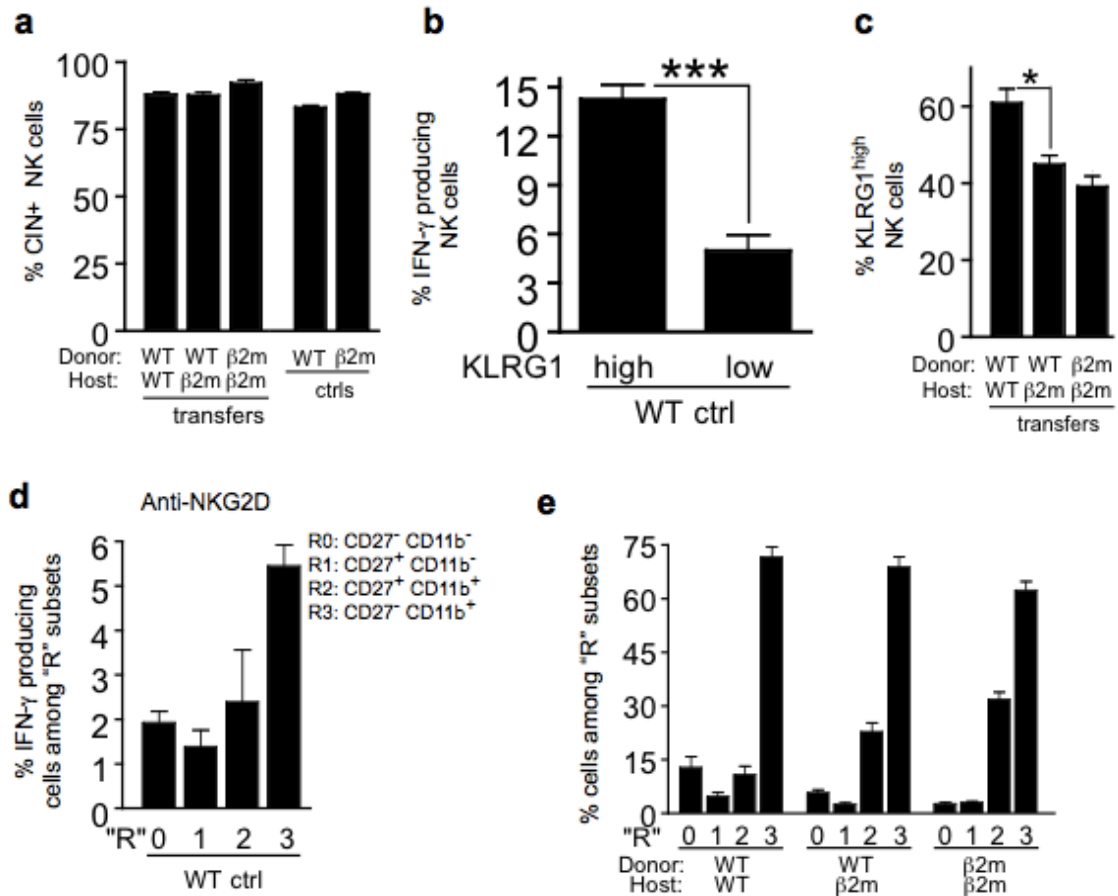 a
% CIN+ NK cells
100
75
50
25
0
Donor: WT WT β2m WT β2m
Host: WT β2m β2m ctrls
transfers
b
% IFN-γ producing
NK cells
15
12
9
6
3
0
***
KLRG1 high low
WT ctrl
c
% KLRG1high
NK cells
60
40
20
0
*
Donor: WT WT β2m
Host: WT β2m β2m
transfers
d
Anti-NKG2D
% IFN-γ producing
cells among "R" subsets
6
5
4
3
2
1
0
R0: CD27- CD11b-
R1: CD27+ CD11b-
R2: CD27+ CD11b+
R3: CD27- CD11b+
"R" 0 1 2 3
WT ctrl
e
% cells among "R" subsets
75
60
45
30
15
0
"R" 0 1 2 3 0 1 2 3 0 1 2 3
Donor: WT WT β2m
Host: WT β2m β2m